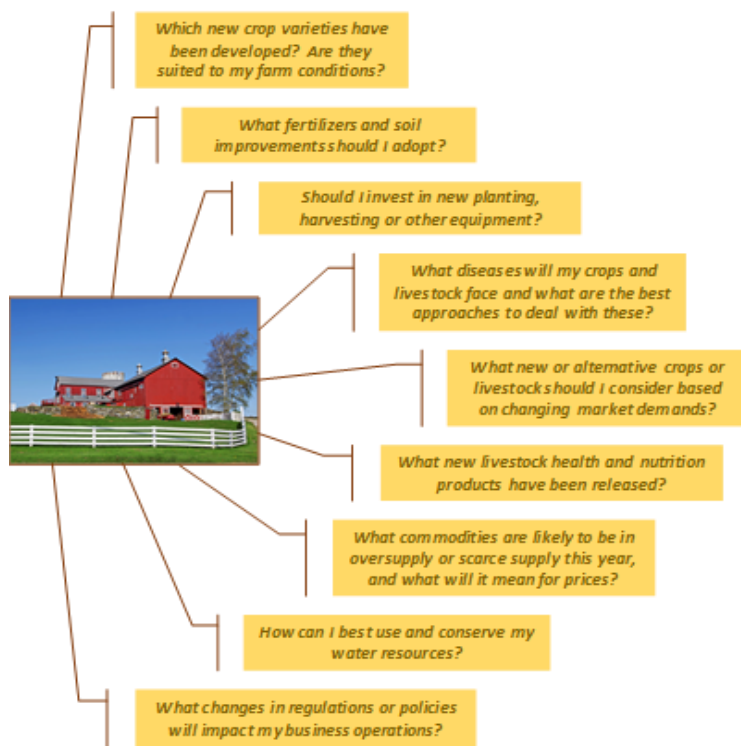 Which new crop varieties have
been developed? Are they
suited to my farm conditions?
What fertilizers and soil
improvements should I adopt?
Should I invest in new planting,
harvesting or other equipment?
What diseases will my crops and
livestock face and what are the best
approaches to deal with these?
What new or alternative crops or
livestock should I consider based
on changing market demands?
What new livestock health and nutrition
products have been released?
What commodities are likely to be in
oversupply or scarce supply this year,
and what will it mean for prices?
How can I best use and conserve my
water resources?
What changes in regulations or policies
will impact my business operations?